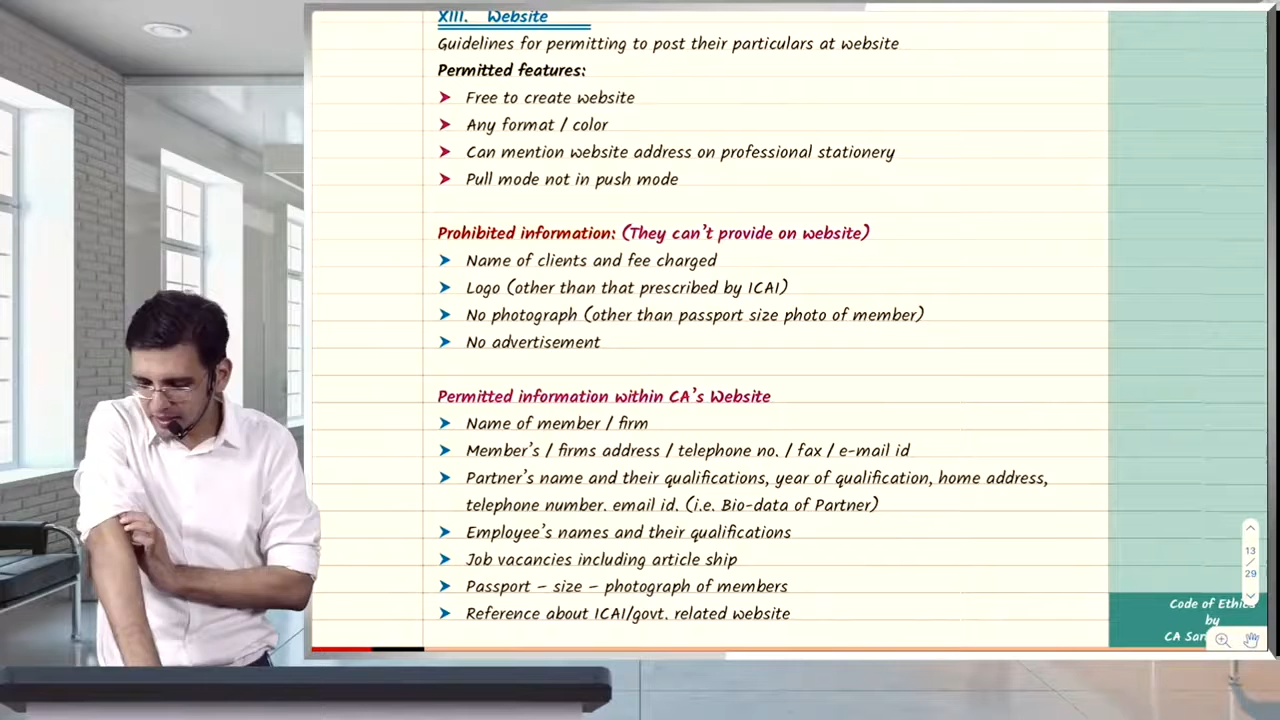 XIII. Website
Guidelines for permitting to post their particulars at website
Permitted features:
➤ Free to create website
➤ Any format / color
➤ Can mention website address on professional stationery
➤ Pull mode not in push mode
Prohibited information: (They can't provide on website)
➤ Name of clients and fee charged
➤ Logo (other than that prescribed by ICAI)
➤ No photograph (other than passport size photo of member)
➤ No advertisement
Permitted information within CA's Website
➤ Name of member / firm
➤ Member's / firms address / telephone no. / fax / e-mail id
➤ Partner's name and their qualifications, year of qualification, home address,
telephone number. email id. (i.e. Bio-data of Partner)
➤ Employee's names and their qualifications
➤ Job vacancies including article ship
➤ Passport – size – photograph of members
➤ Reference about ICAI/govt. related website
13
/
29
Code of Ethics
by
CA